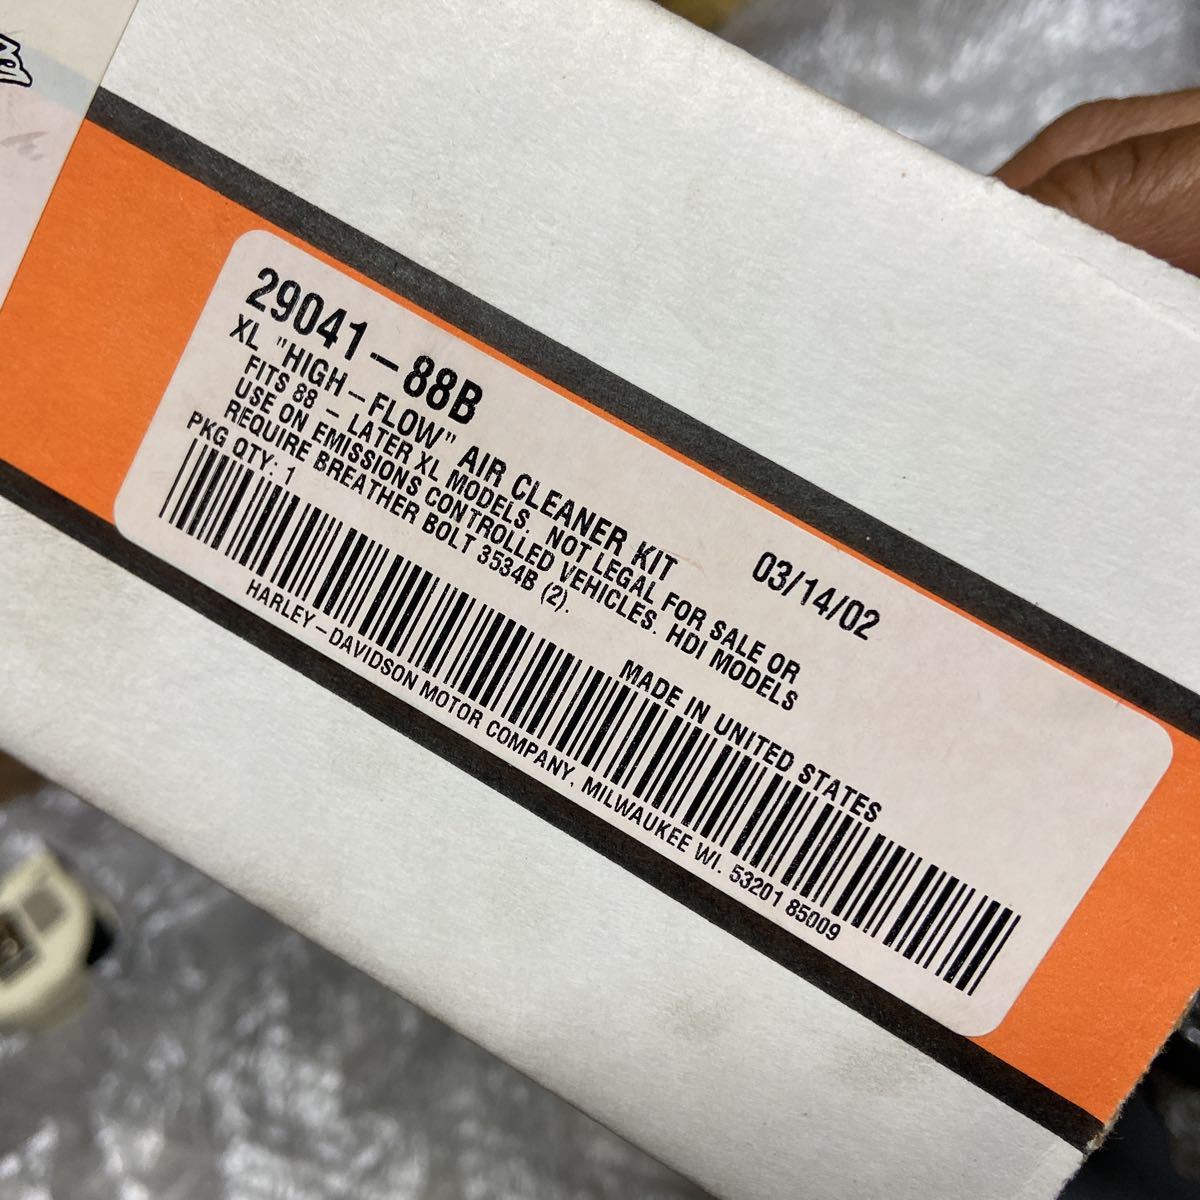 29041-88B
XL "HIGH-FLOW" AIR CLEANER KIT 03/14/02
FITS 88 - LATER XL MODELS. NOT LEGAL FOR SALE OR
USE ON EMISSIONS CONTROLLED VEHICLES. HDI MODELS
REQUIRE BREATHER BOLT 3534B (2).
PKG QTY: 1 MADE IN UNITED STATES
HARLEY-DAVIDSON MOTOR COMPANY, MILWAUKEE WI. 53201 85009